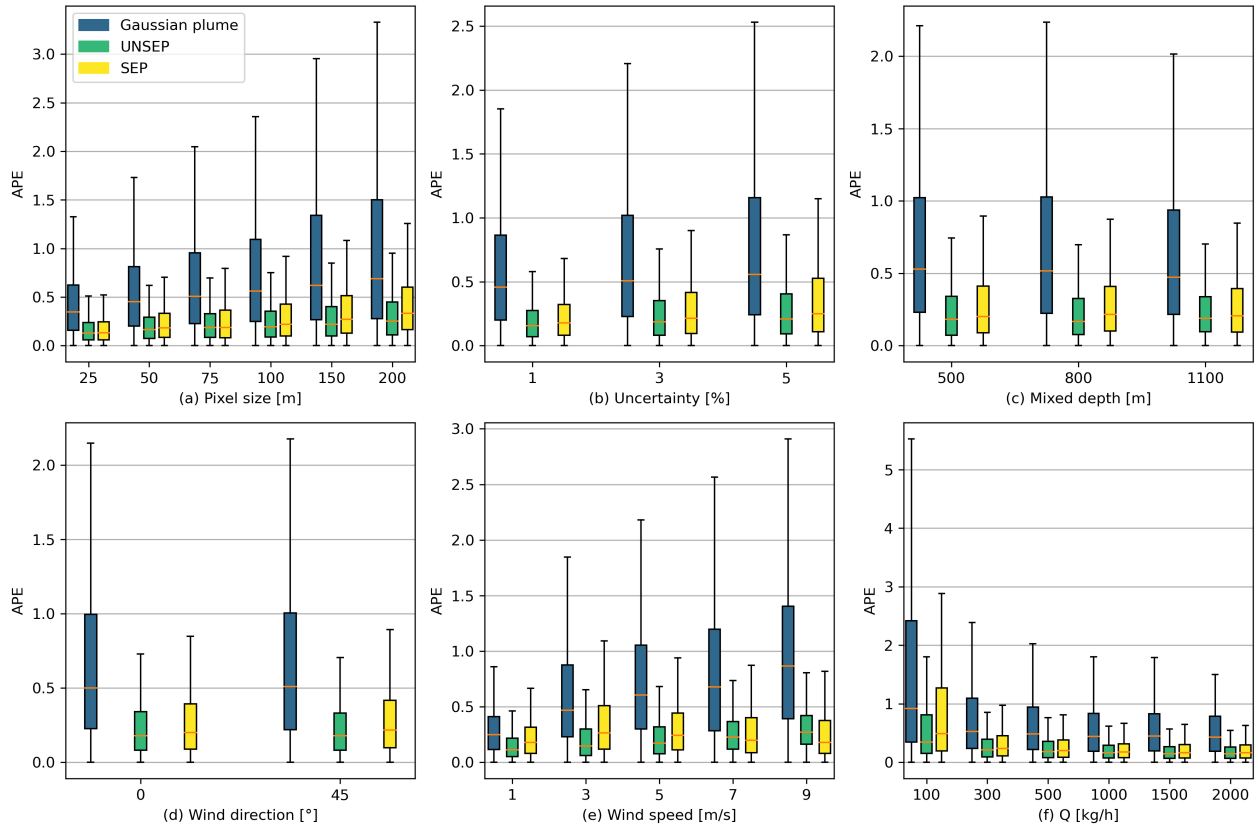 Gaussian plume
UNSEP
SEP
APE
3.0
2.5
2.0
1.5
1.0
0.5
0.0
25 50 75 100 150 200
(a) Pixel size [m]
APE
2.5
2.0
1.5
1.0
0.5
0.0
1 3 5
(b) Uncertainty [%]
APE
2.0
1.5
1.0
0.5
0.0
500 800 1100
(c) Mixed depth [m]
APE
2.0
1.5
1.0
0.5
0.0
0 45
(d) Wind direction [°]
APE
3.0
2.5
2.0
1.5
1.0
0.5
0.0
1 3 5 7 9
(e) Wind speed [m/s]
APE
5
4
3
2
1
0
100 300 500 1000 1500 2000
(f) Q [kg/h]